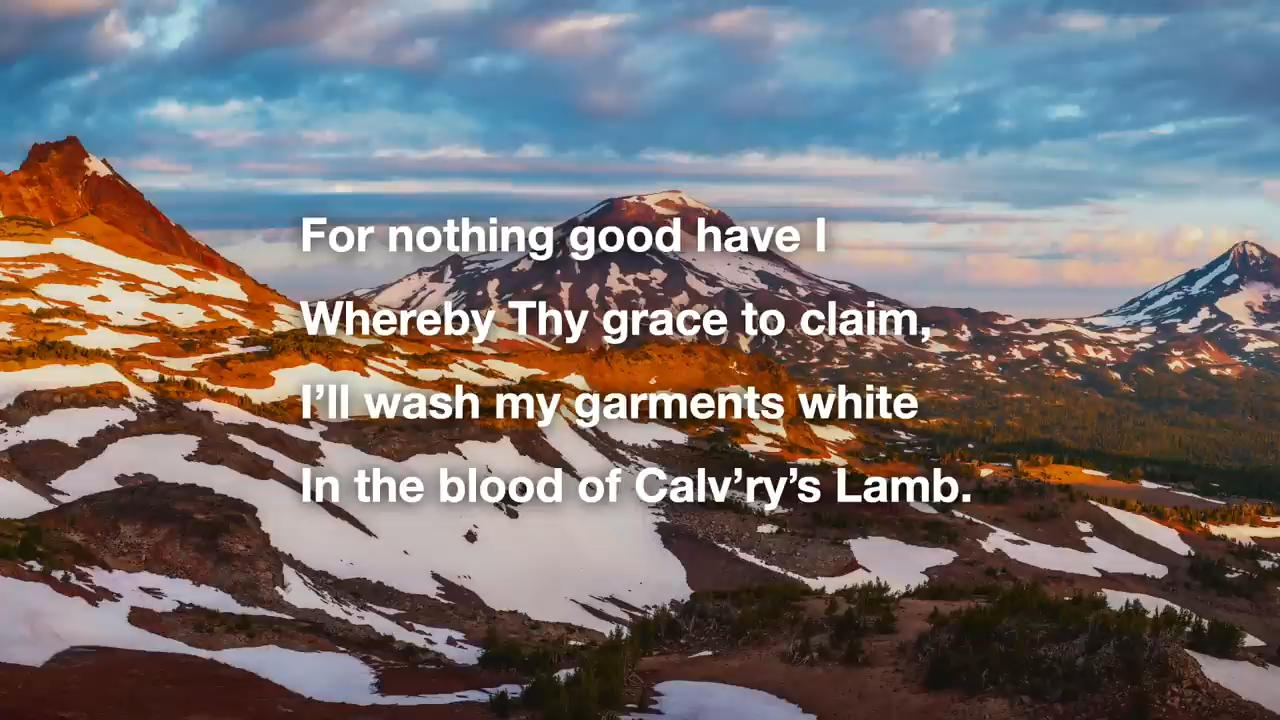 For nothing good have I
Whereby Thy grace to claim,
I’ll wash my garments white
In the blood of Calv’ry’s Lamb.